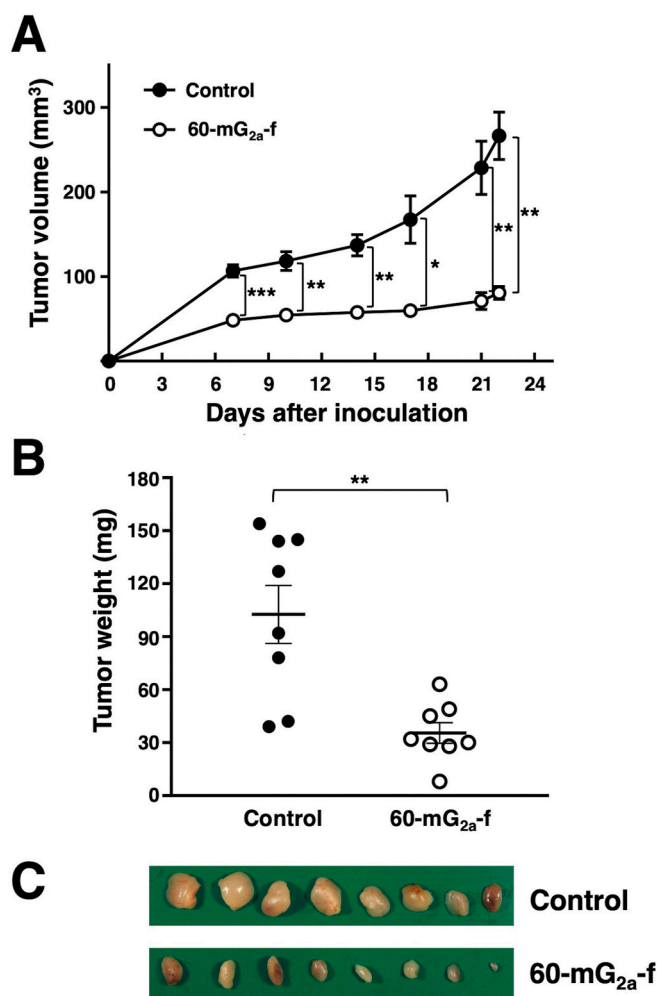 A
Tumor volume (mm³)
300
200
100
Control
60-mG₂ₐ-f
***
**
**
*
**
**
0 3 6 9 12 15 18 21 24
Days after inoculation
B
Tumor weight (mg)
180
150
120
90
60
30
0
**
Control 60-mG₂ₐ-f
C
Control
60-mG₂ₐ-f